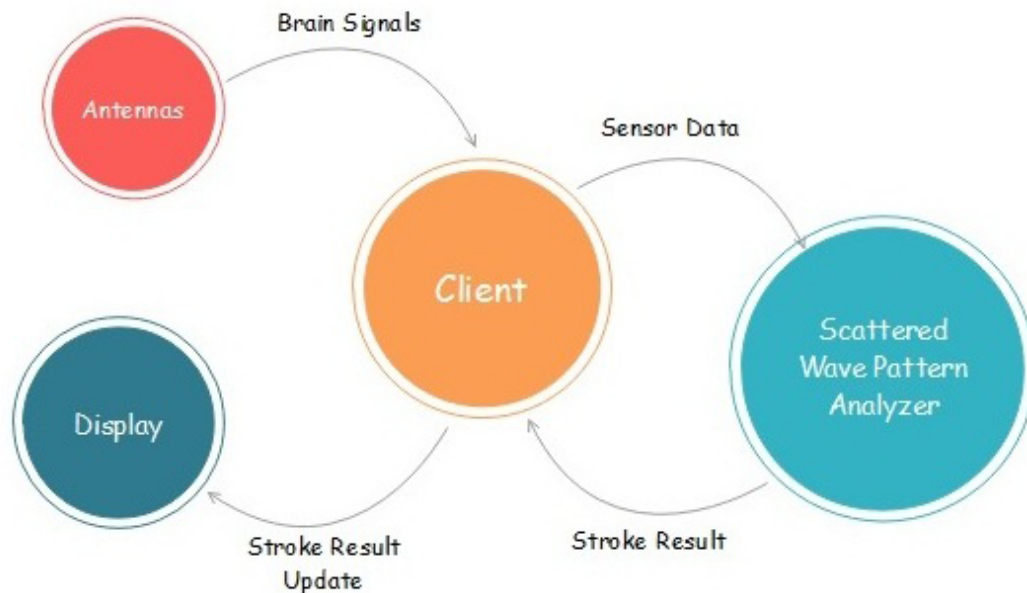 Brain Signals
Antennas
Sensor Data
Client
Scattered
Wave Pattern
Analyzer
Display
Stroke Result
Update
Stroke Result